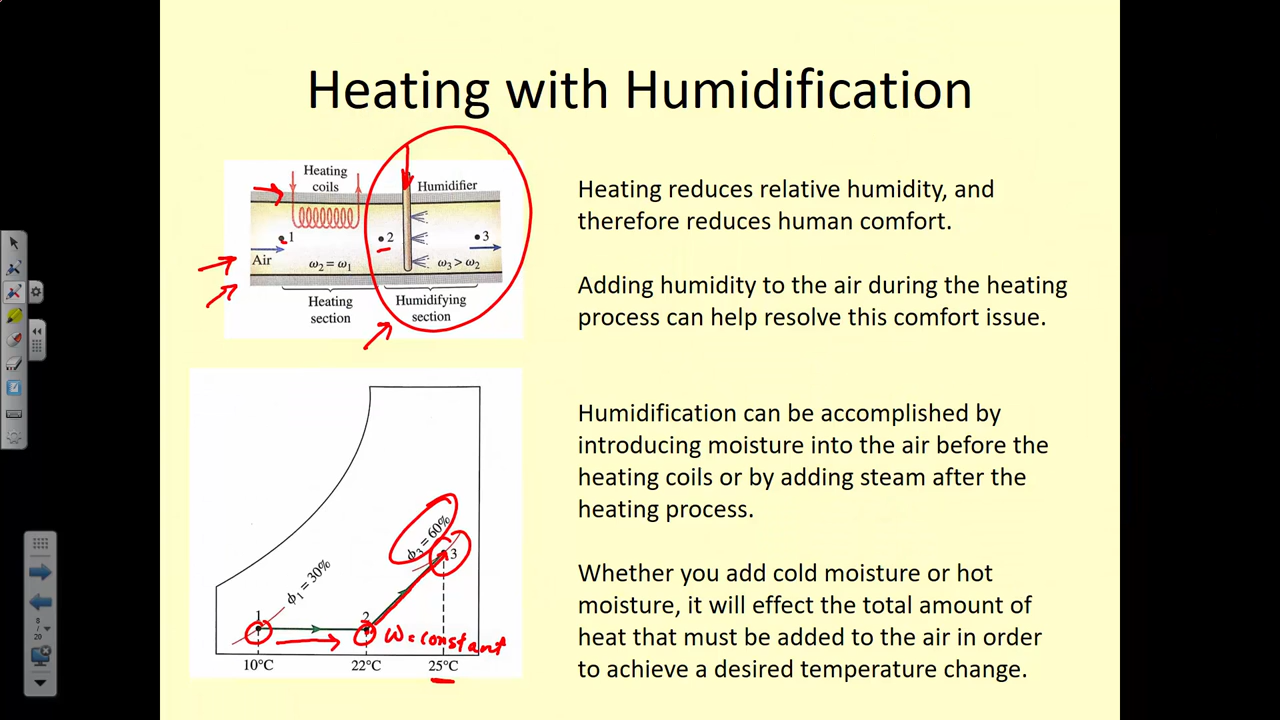 Heating with Humidification
Heating
coils
Humidifier
1
2
3
Air
ω₂ = ω₁
ω₃ > ω₂
Heating
section
Humidifying
section
Heating reduces relative humidity, and
therefore reduces human comfort.
Adding humidity to the air during the heating
process can help resolve this comfort issue.
Humidification can be accomplished by
introducing moisture into the air before the
heating coils or by adding steam after the
heating process.
Whether you add cold moisture or hot
moisture, it will effect the total amount of
heat that must be added to the air in order
to achieve a desired temperature change.
ϕ₃ = 60%
3
ϕ₁ = 30%
1
2
ω = constant
10°C
22°C
25°C
8
20